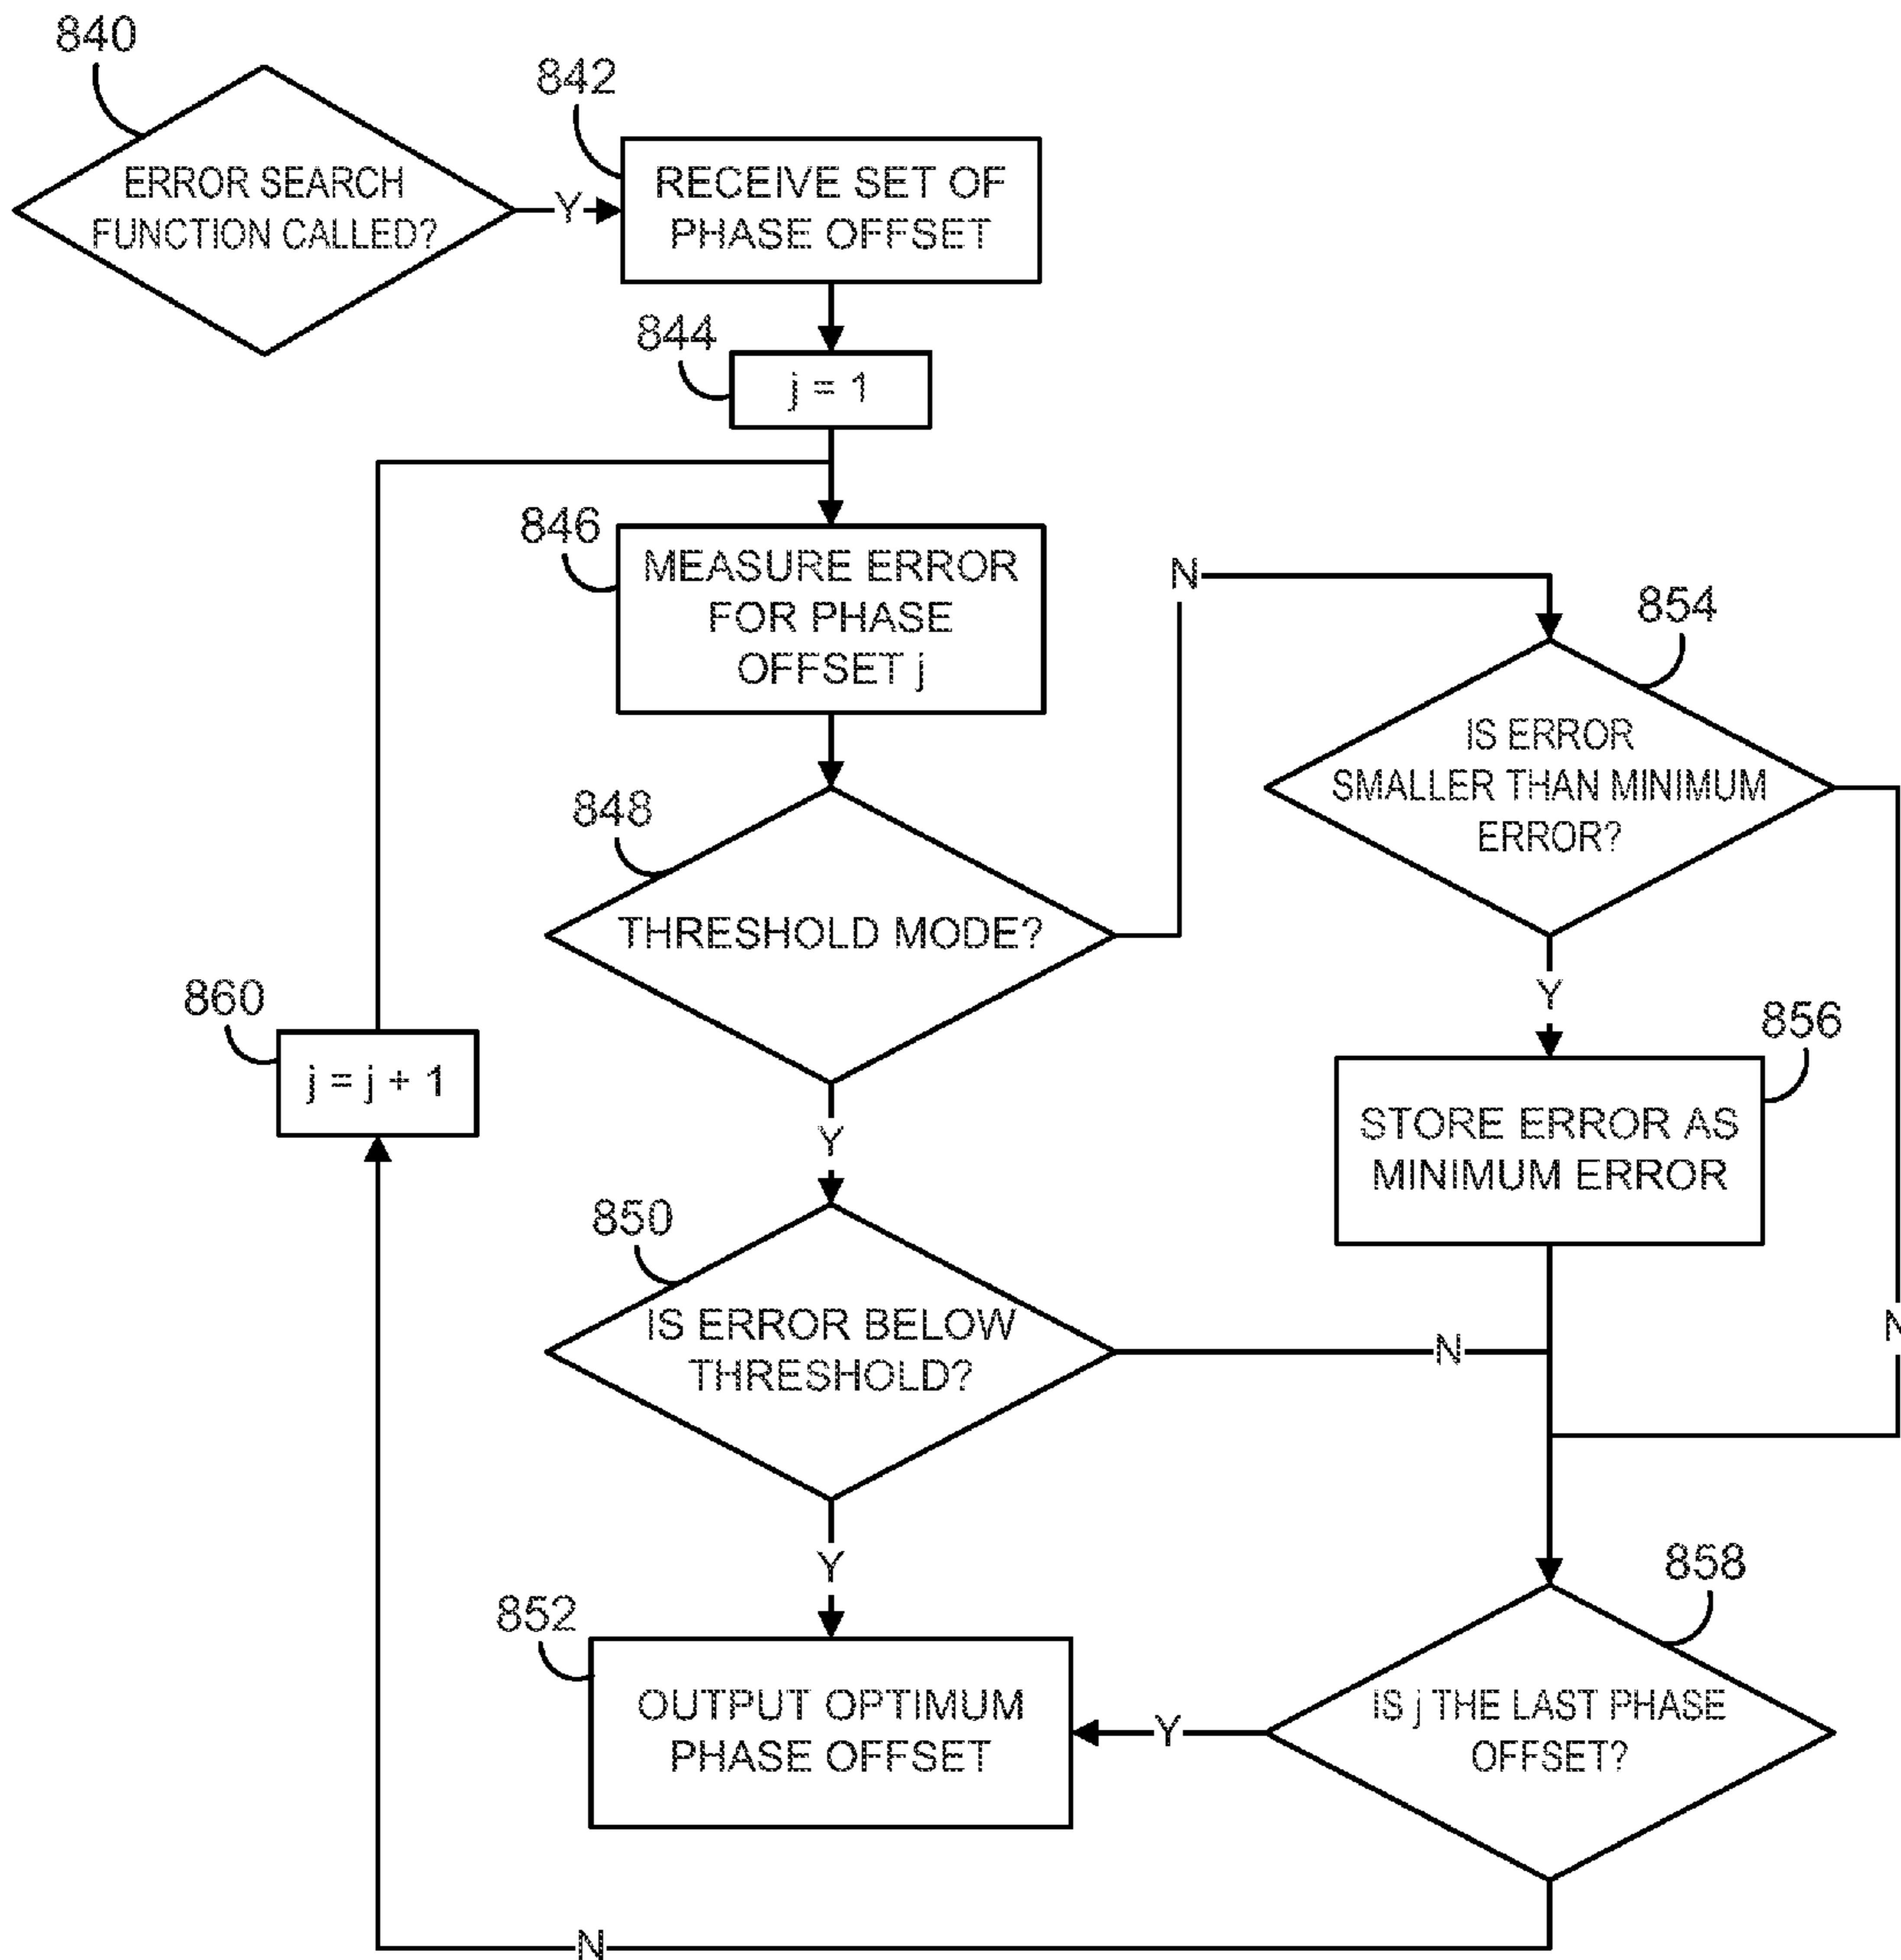 840
ERROR SEARCH
FUNCTION CALLED?
Y
842
RECEIVE SET OF
PHASE OFFSET
844
j = 1
846
MEASURE ERROR
FOR PHASE
OFFSET j
848
THRESHOLD MODE?
N
854
IS ERROR
SMALLER THAN MINIMUM
ERROR?
Y
856
STORE ERROR AS
MINIMUM ERROR
N
860
j = j + 1
Y
850
IS ERROR BELOW
THRESHOLD?
N
Y
852
OUTPUT OPTIMUM
PHASE OFFSET
858
IS j THE LAST PHASE
OFFSET?
Y
N